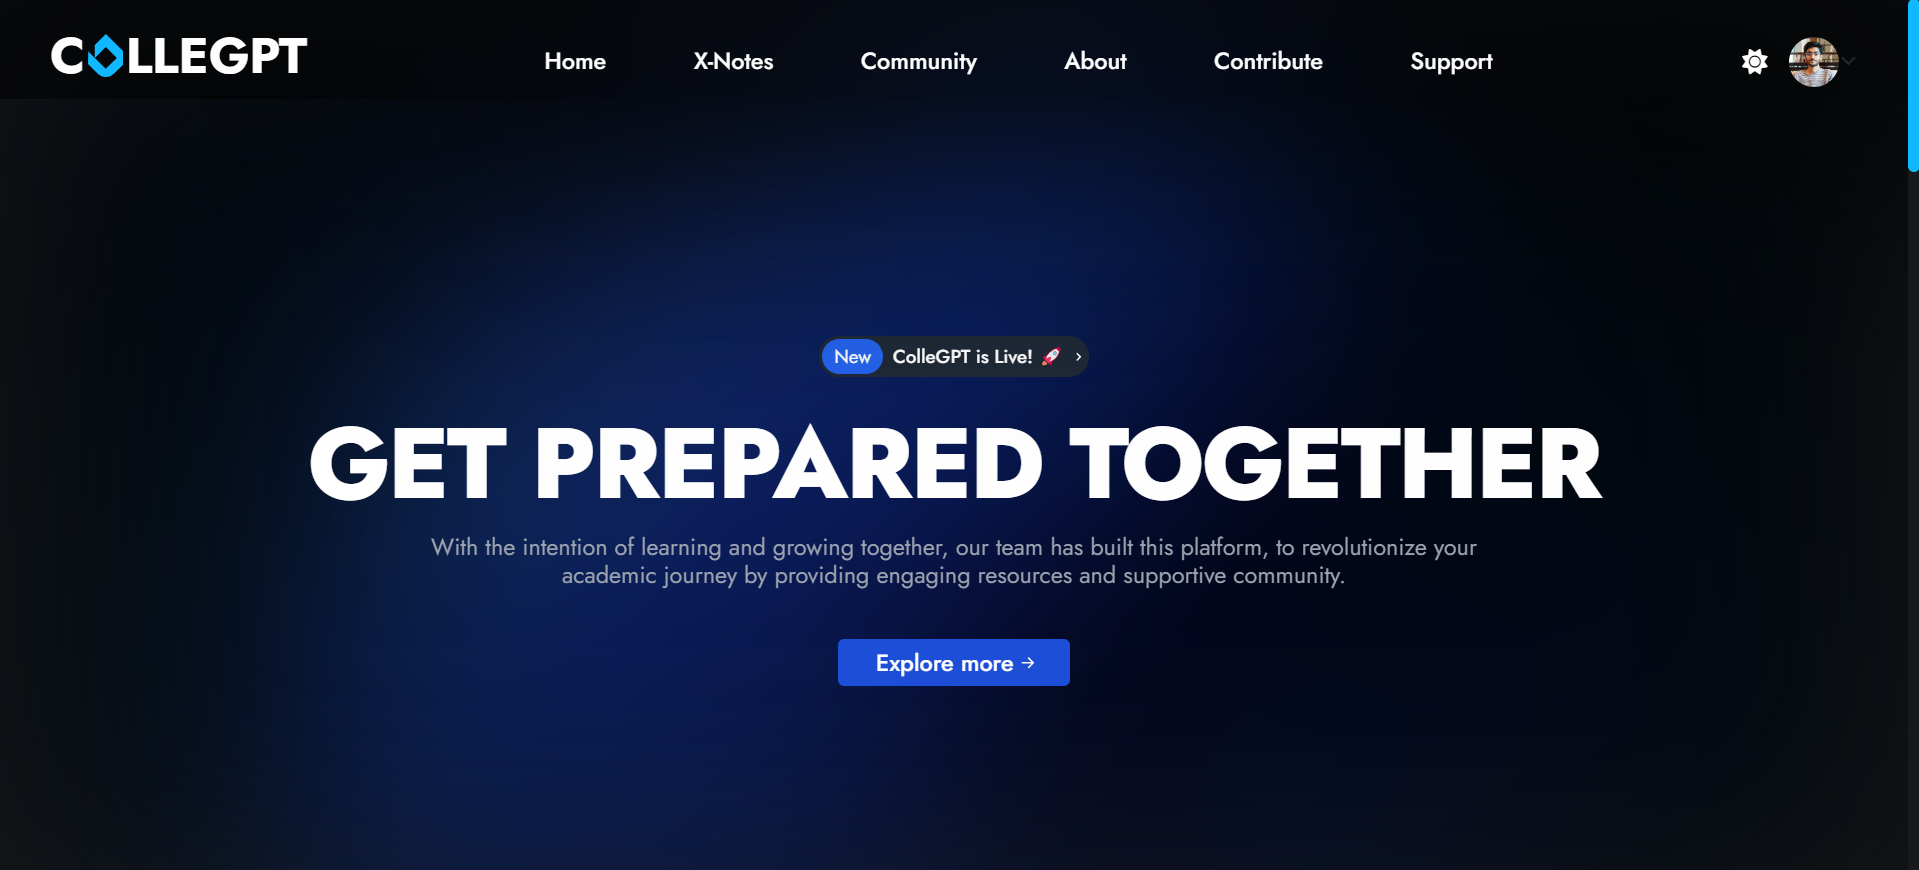 COLLEGPT
Home X-Notes Community About Contribute Support
New ColleGPT is Live! 🚀 ›
GET PREPARED TOGETHER
With the intention of learning and growing together, our team has built this platform, to revolutionize your
academic journey by providing engaging resources and supportive community.
Explore more →